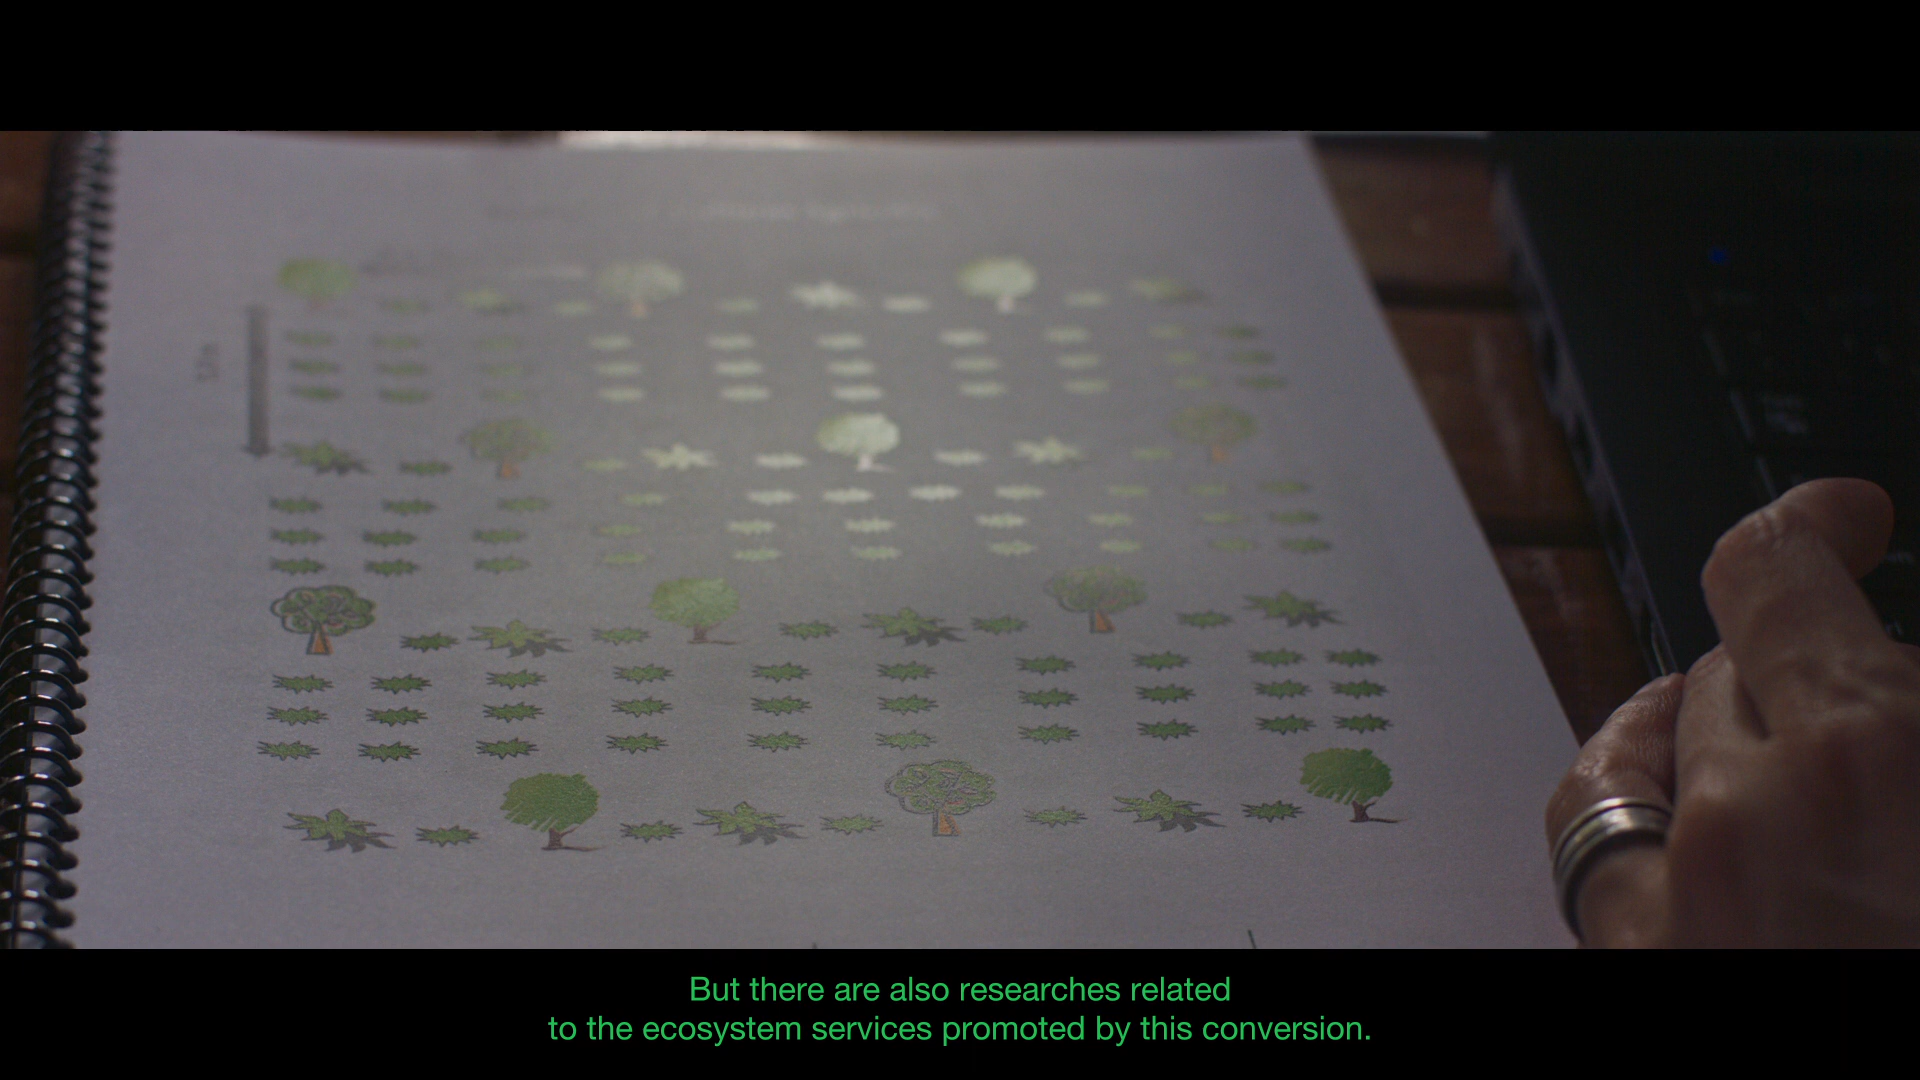 But there are also researches related
to the ecosystem services promoted by this conversion.